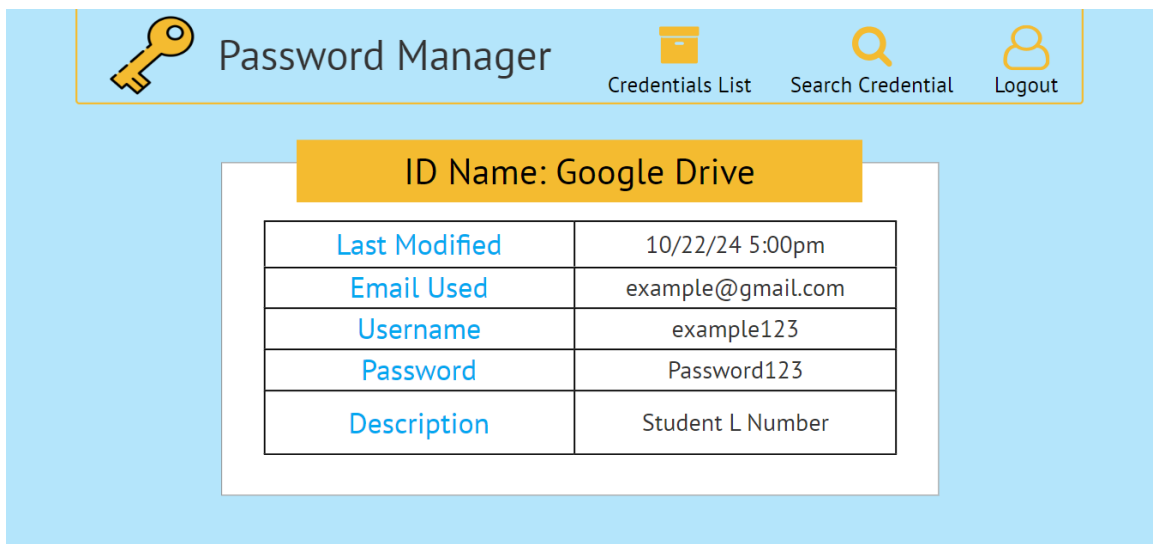 Password Manager
Credentials List
Search Credential
Logout
ID Name: Google Drive
Last Modified 10/22/24 5:00pm
Email Used example@gmail.com
Username example123
Password Password123
Description Student L Number